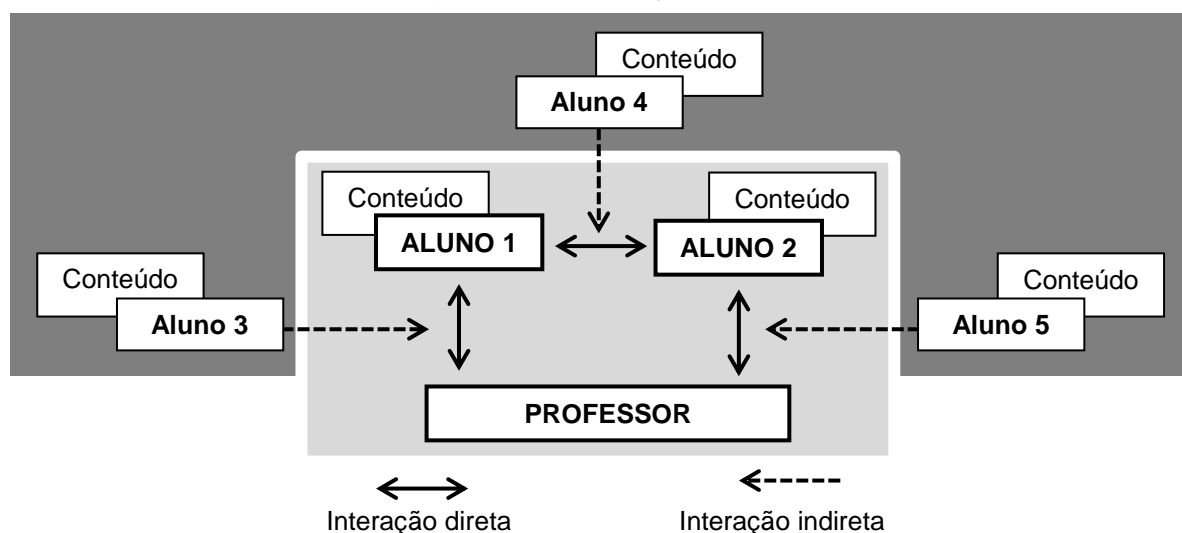 Conteúdo
Aluno 4
Conteúdo
Conteúdo
ALUNO 1
ALUNO 2
Conteúdo
Conteúdo
Aluno 3
Aluno 5
PROFESSOR
Interação direta
Interação indireta